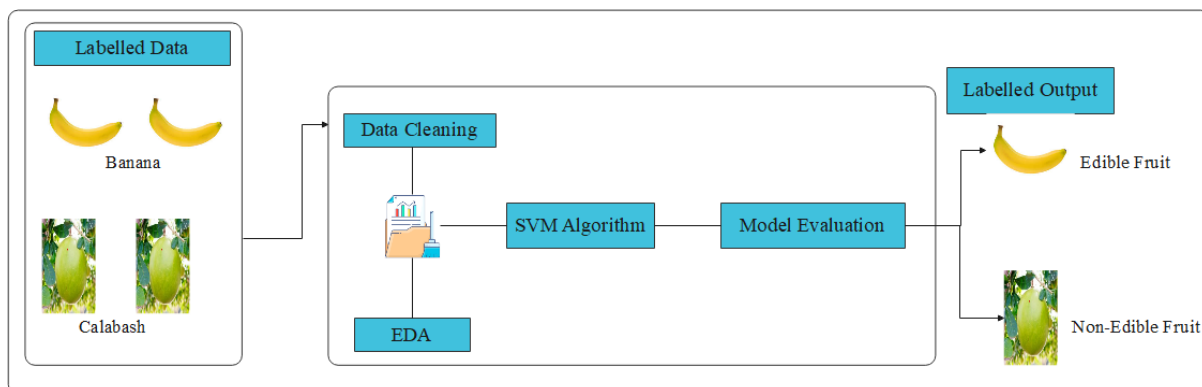 Labelled Data
Banana
Calabash
Data Cleaning
SVM Algorithm
Model Evaluation
EDA
Labelled Output
Edible Fruit
Non-Edible Fruit